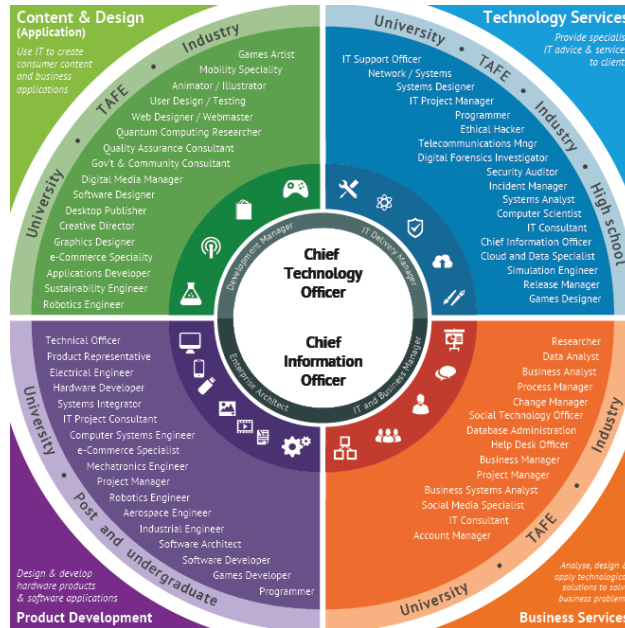 Content & Design
(Application)
Use IT to create
consumer content
and business
applications
University • TAFE • Industry
Games Artist
Mobility Speciality
Animator / Illustrator
User Design / Testing
Web Designer / Webmaster
Quantum Computing Researcher
Quality Assurance Consultant
Gov't & Community Consultant
Digital Media Manager
Software Designer
Desktop Publisher
Creative Director
Graphics Designer
e-Commerce Speciality
Applications Developer
Sustainability Engineer
Robotics Engineer
Development Manager
Technology Services
Provide specialis
IT advice & service
to client
University • TAFE • Industry • High school
IT Support Officer
Network / Systems
Systems Designer
IT Project Manager
Programmer
Ethical Hacker
Telecommunications Mngr
Digital Forensics Investigator
Security Auditor
Incident Manager
Systems Analyst
Computer Scientist
IT Consultant
Chief Information Officer
Cloud and Data Specialist
Simulation Engineer
Release Manager
Games Designer
IT Delivery Manager
Chief
Technology
Officer
Chief
Information
Officer
Enterprise Architect
IT and Business Manager
Technical Officer
Product Representative
Electrical Engineer
Hardware Developer
Systems Integrator
IT Project Consultant
Computer Systems Engineer
e-Commerce Specialist
Mechatronics Engineer
Project Manager
Robotics Engineer
Aerospace Engineer
Industrial Engineer
Software Architect
Software Developer
Games Developer
Programmer
University • Post and undergraduate
Design & develop
hardware products
& software applications
Product Development
Researcher
Data Analyst
Business Analyst
Process Manager
Change Manager
Social Technology Officer
Database Administration
Help Desk Officer
Business Manager
Project Manager
Business Systems Analyst
Social Media Specialist
IT Consultant
Account Manager
University • TAFE • Industry
Analyse, design &
apply technologica
solutions to solv
business problem
Business Services